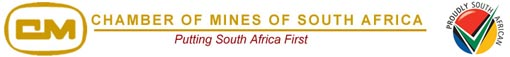 CM
CHAMBER OF MINES OF SOUTH AFRICA
Putting South Africa First
PROUDLY SOUTH AFRICAN